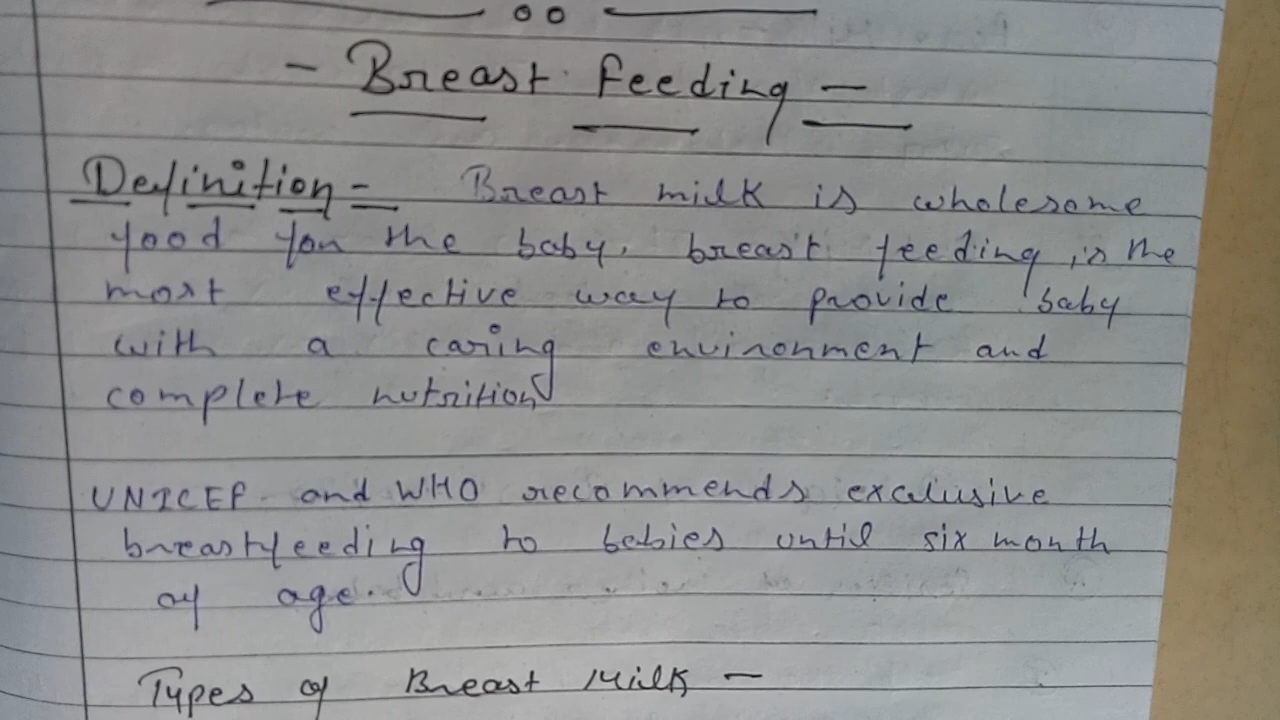 - Breast feeding -
Definition = Breast milk is wholesome
food for the baby. breast feeding is the
most effective way to provide baby
with a caring environment and
complete nutrition
UNICEF and WHO recommends exclusive
breastfeeding to babies until six month
of age.
Types of Breast Milk -